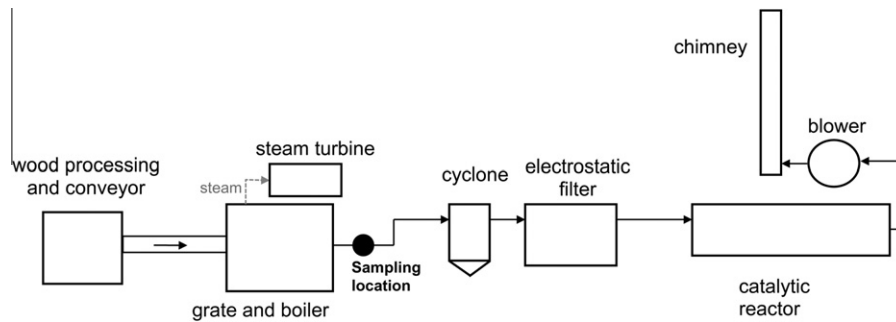 chimney
blower
wood processing
and conveyor
steam turbine
steam
cyclone
electrostatic
filter
Sampling
location
grate and boiler
catalytic
reactor